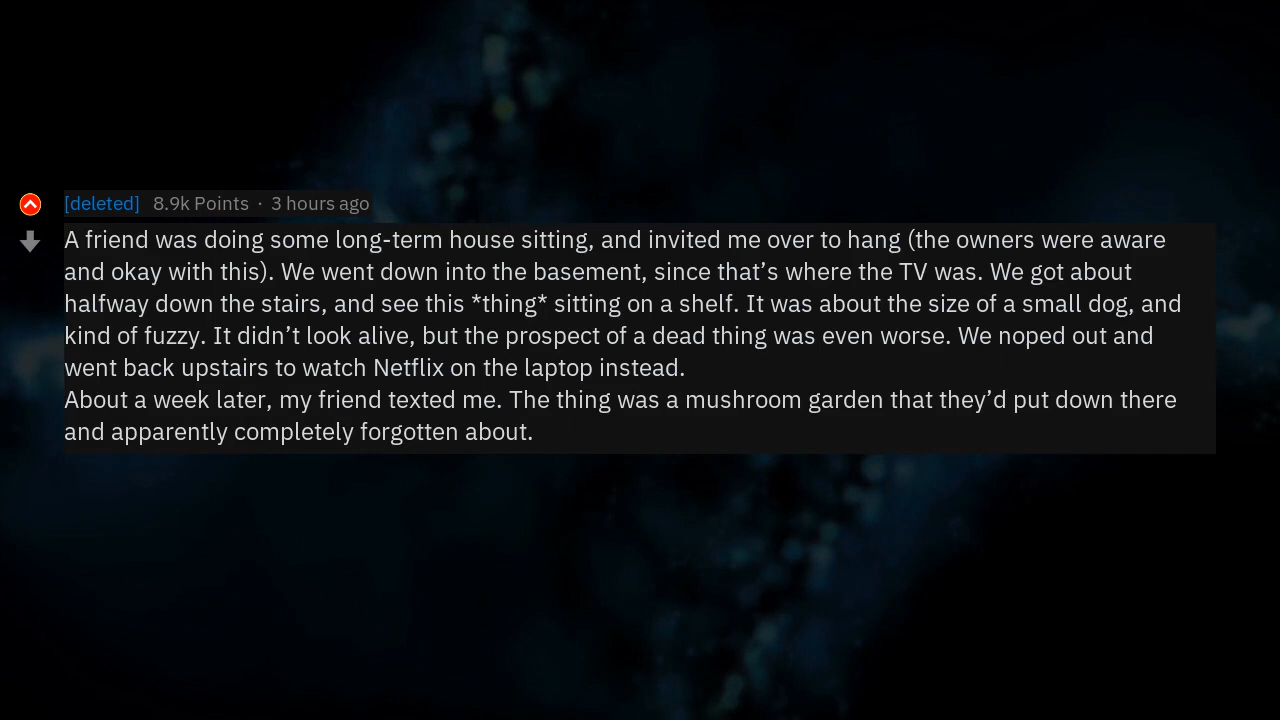 [deleted] 8.9k Points · 3 hours ago
A friend was doing some long-term house sitting, and invited me over to hang (the owners were aware
and okay with this). We went down into the basement, since that’s where the TV was. We got about
halfway down the stairs, and see this *thing* sitting on a shelf. It was about the size of a small dog, and
kind of fuzzy. It didn’t look alive, but the prospect of a dead thing was even worse. We noped out and
went back upstairs to watch Netflix on the laptop instead.
About a week later, my friend texted me. The thing was a mushroom garden that they’d put down there
and apparently completely forgotten about.